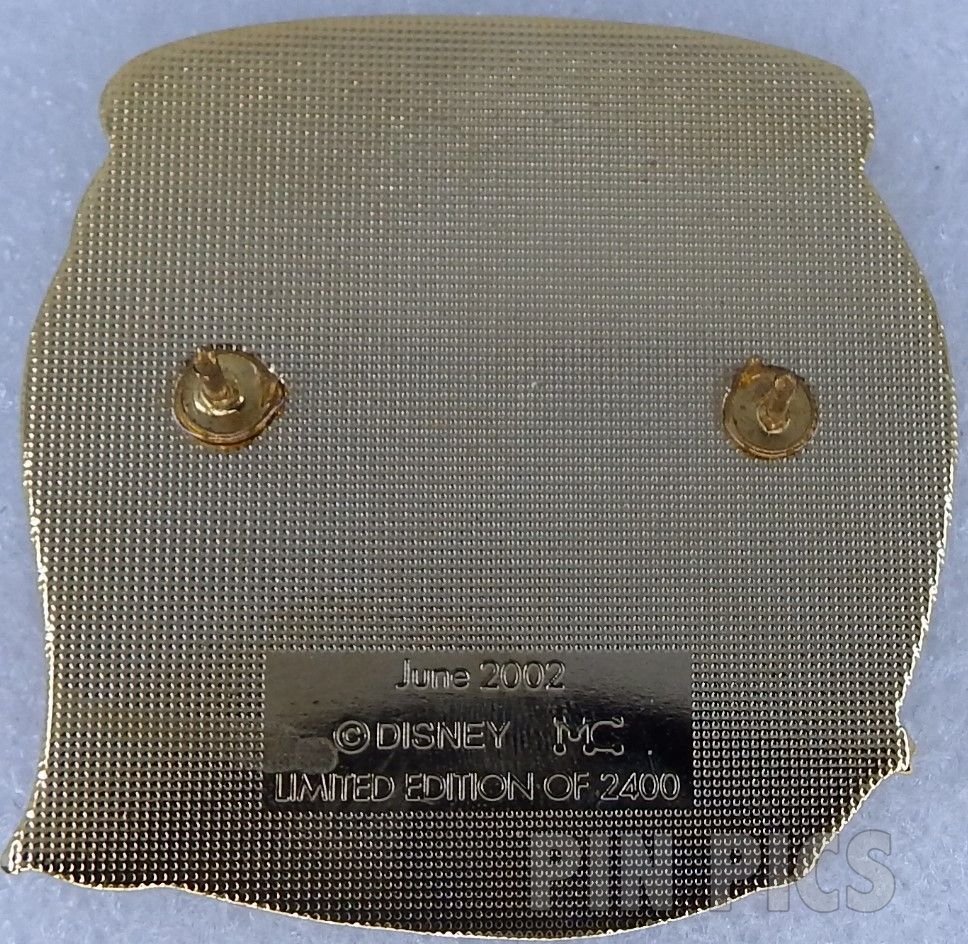 June 2002
© DISNEY MC
LIMITED EDITION OF 2400
PIN PICS